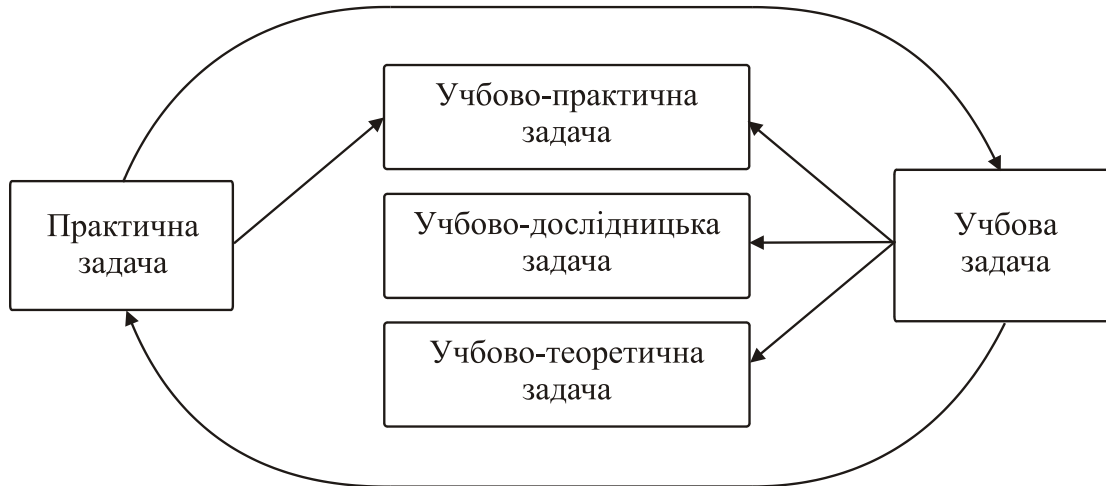 Учбово-практична
задача
Практична
задача
Учбово-дослідницька
задача
Учбова
задача
Учбово-теоретична
задача